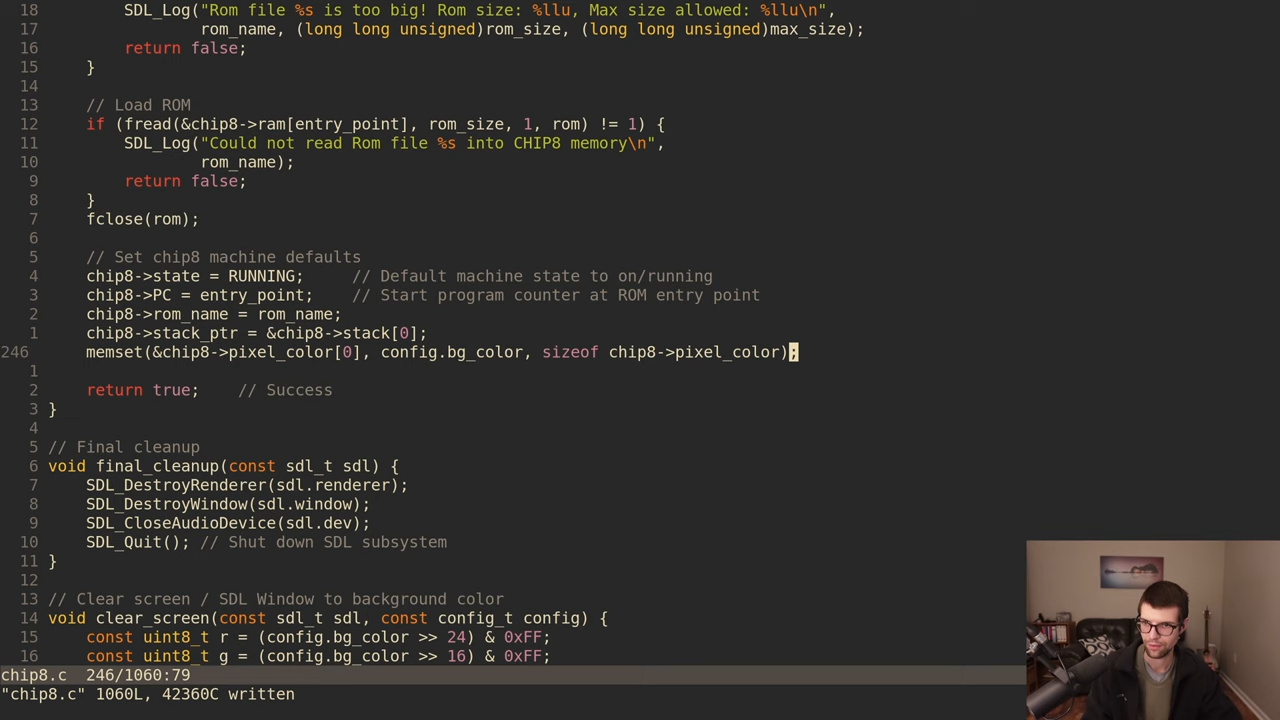 18 SDL_Log("Rom file %s is too big! Rom size: %llu, Max size allowed: %llu\n",
17 rom_name, (long long unsigned)rom_size, (long long unsigned)max_size);
16 return false;
15 }
14
13 // Load ROM
12 if (fread(&chip8->ram[entry_point], rom_size, 1, rom) != 1) {
11 SDL_Log("Could not read Rom file %s into CHIP8 memory\n",
10 rom_name);
9 return false;
8 }
7 fclose(rom);
6
5 // Set chip8 machine defaults
4 chip8->state = RUNNING; // Default machine state to on/running
3 chip8->PC = entry_point; // Start program counter at ROM entry point
2 chip8->rom_name = rom_name;
1 chip8->stack_ptr = &chip8->stack[0];
246 memset(&chip8->pixel_color[0], config.bg_color, sizeof chip8->pixel_color);
1
2 return true; // Success
3 }
4
5 // Final cleanup
6 void final_cleanup(const sdl_t sdl) {
7 SDL_DestroyRenderer(sdl.renderer);
8 SDL_DestroyWindow(sdl.window);
9 SDL_CloseAudioDevice(sdl.dev);
10 SDL_Quit(); // Shut down SDL subsystem
11 }
12
13 // Clear screen / SDL Window to background color
14 void clear_screen(const sdl_t sdl, const config_t config) {
15 const uint8_t r = (config.bg_color >> 24) & 0xFF;
16 const uint8_t g = (config.bg_color >> 16) & 0xFF;
chip8.c 246/1060:79
"chip8.c" 1060L, 42360C written